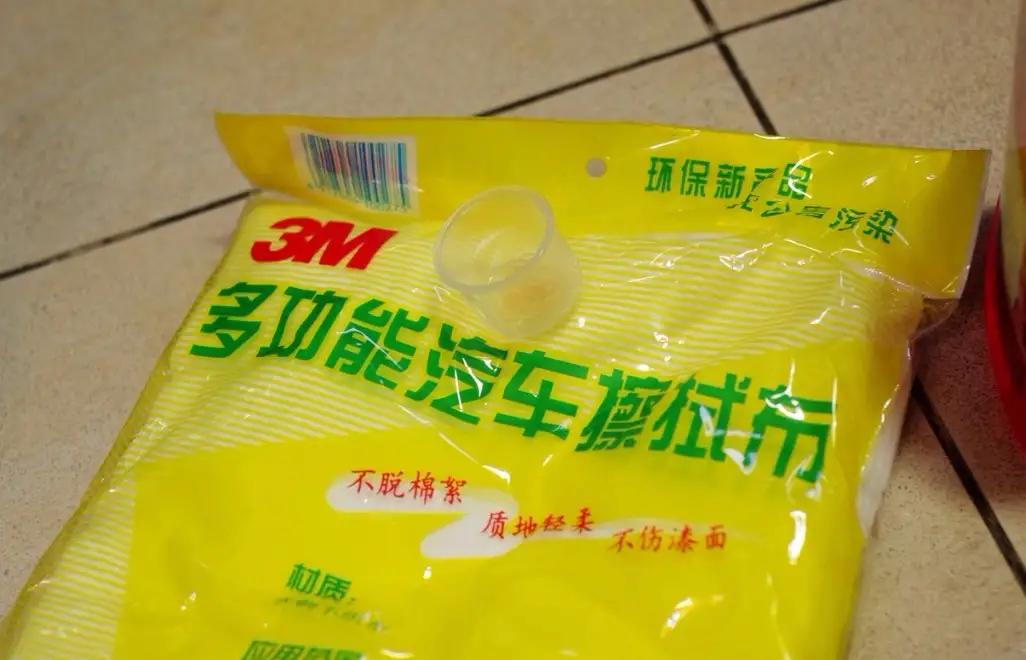 环保新产品
3M
多功能汽车擦拭布
不脱棉絮
质地轻柔
不伤漆面
材质